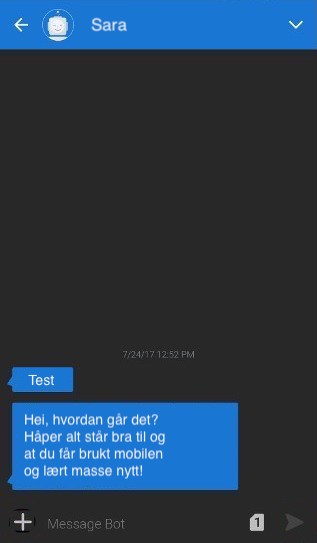 Sara
7/24/17 12:52 PM
Test
Hei, hvordan går det?
Håper alt står bra til og
at du får brukt mobilen
og lært masse nytt!
Message Bot
1